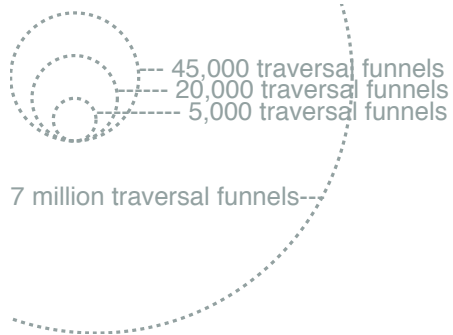 45,000 traversal funnels
20,000 traversal funnels
5,000 traversal funnels
7 million traversal funnels